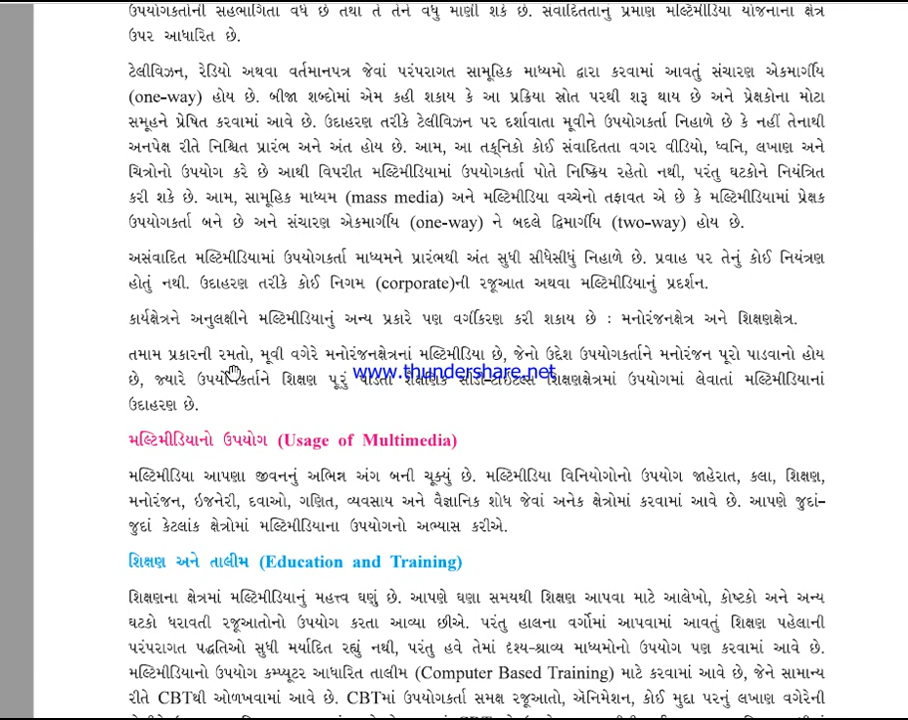 ઉપયોગકર્તાની સહભાગિતા વધે છે તથા તે તેને વધુ માણી શકે છે. સંવાદિતતાનું પ્રમાણ મલ્ટિમીડિયા યોજનાના ક્ષેત્ર
ઉપર આધારિત છે.
ટેલીવિઝન, રેડિયો અથવા વર્તમાનપત્ર જેવાં પરંપરાગત સામૂહિક માધ્યમો દ્વારા કરવામાં આવતું સંચારણ એકમાર્ગીય
(one-way) હોય છે. બીજા શબ્દોમાં એમ કહી શકાય કે આ પ્રક્રિયા સ્રોત પરથી શરૂ થાય છે અને પ્રેક્ષકોના મોટા
સમૂહને પ્રેષિત કરવામાં આવે છે. ઉદાહરણ તરીકે ટેલીવિઝન પર દર્શાવાતા મૂવીને ઉપયોગકર્તા નિહાળે છે કે નહીં તેનાથી
અનપેક્ષ રીતે નિશ્ચિત પ્રારંભ અને અંત હોય છે. આમ, આ તક્નિકો કોઈ સંવાદિતતા વગર વીડિયો, ધ્વનિ, લખાણ અને
ચિત્રોનો ઉપયોગ કરે છે આથી વિપરીત મલ્ટિમીડિયામાં ઉપયોગકર્તા પોતે નિષ્ક્રિય રહેતો નથી, પરંતુ ઘટકોને નિયંત્રિત
કરી શકે છે. આમ, સામૂહિક માધ્યમ (mass media) અને મલ્ટિમીડિયા વચ્ચેનો તફાવત એ છે કે મલ્ટિમીડિયામાં પ્રેક્ષક
ઉપયોગકર્તા બને છે અને સંચારણ એકમાર્ગીય (one-way) ને બદલે દ્વિમાર્ગીય (two-way) હોય છે.
અસંવાદિત મલ્ટિમીડિયામાં ઉપયોગકર્તા માધ્યમને પ્રારંભથી અંત સુધી સીધેસીધું નિહાળે છે. પ્રવાહ પર તેનું કોઈ નિયંત્રણ
હોતું નથી. ઉદાહરણ તરીકે કોઈ નિગમ (corporate)ની રજૂઆત અથવા મલ્ટિમીડિયાનું પ્રદર્શન.
કાર્યક્ષેત્રને અનુલક્ષીને મલ્ટિમીડિયાનું અન્ય પ્રકારે પણ વર્ગીકરણ કરી શકાય છે : મનોરંજનક્ષેત્ર અને શિક્ષણક્ષેત્ર.
તમામ પ્રકારની રમતો, મૂવી વગેરે મનોરંજનક્ષેત્રનાં મલ્ટિમીડિયા છે, જેનો ઉદેશ ઉપયોગકર્તાને મનોરંજન પૂરો પાડવાનો હોય
www.thundershare.net
છે, જ્યારે ઉપયોગકર્તાને શિક્ષણ પૂરું પાડતા શૈક્ષણિક સીડી-ટાઇટલ્સ શિક્ષણક્ષેત્રમાં ઉપયોગમાં લેવાતાં મલ્ટિમીડિયાનાં
ઉદાહરણ છે.
મલ્ટિમીડિયાનો ઉપયોગ (Usage of Multimedia)
મલ્ટિમીડિયા આપણા જીવનનું અભિન્ન અંગ બની ચૂક્યું છે. મલ્ટિમીડિયા વિનિયોગોનો ઉપયોગ જાહેરાત, કલા, શિક્ષણ,
મનોરંજન, ઇજનેરી, દવાઓ, ગણિત, વ્યવસાય અને વૈજ્ઞાનિક શોધ જેવાં અનેક ક્ષેત્રોમાં કરવામાં આવે છે. આપણે જુદાં-
જુદાં કેટલાંક ક્ષેત્રોમાં મલ્ટિમીડિયાના ઉપયોગનો અભ્યાસ કરીએ.
શિક્ષણ અને તાલીમ (Education and Training)
શિક્ષણના ક્ષેત્રમાં મલ્ટિમીડિયાનું મહત્ત્વ ઘણું છે. આપણે ઘણા સમયથી શિક્ષણ આપવા માટે આલેખો, કોષ્ટકો અને અન્ય
ઘટકો ધરાવતી રજૂઆતોનો ઉપયોગ કરતા આવ્યા છીએ. પરંતુ હાલના વર્ગોમાં આપવામાં આવતું શિક્ષણ પહેલાની
પરંપરાગત પદ્ધતિઓ સુધી મર્યાદિત રહ્યું નથી, પરંતુ હવે તેમાં દૃશ્ય-શ્રાવ્ય માધ્યમોનો ઉપયોગ પણ કરવામાં આવે છે.
મલ્ટિમીડિયાનો ઉપયોગ કમ્પ્યૂટર આધારિત તાલીમ (Computer Based Training) માટે કરવામાં આવે છે, જેને સામાન્ય
રીતે CBTથી ઓળખવામાં આવે છે. CBTમાં ઉપયોગકર્તા સમક્ષ રજૂઆતો, ઍનિમેશન, કોઈ મુદ્દા પરનું લખાણ વગેરેની